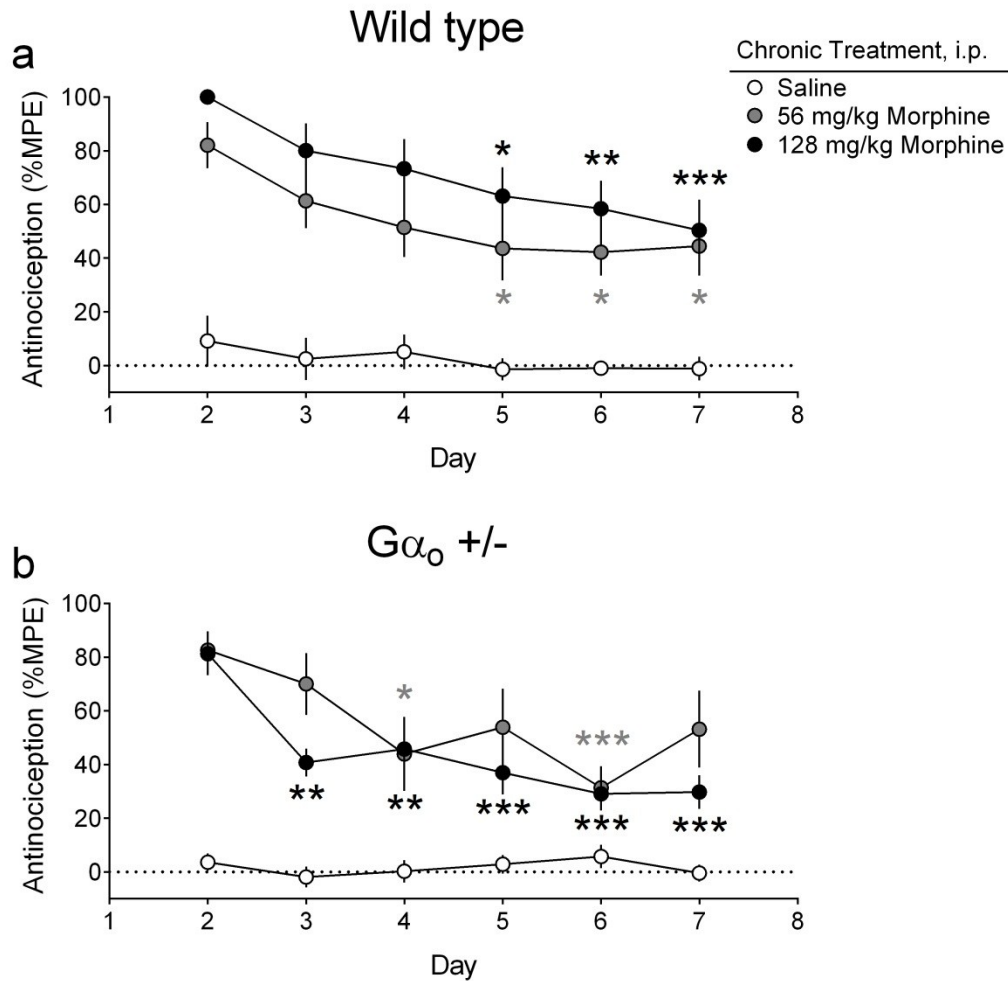 Wild type
a
Chronic Treatment, i.p.
Saline
56 mg/kg Morphine
128 mg/kg Morphine
Antinociception (%MPE)
100
80
60
40
20
0
* ** ***
* * *
1 2 3 4 5 6 7 8
Day
Gαo +/-
b
Antinociception (%MPE)
100
80
60
40
20
0
* ***
** ** *** *** ***
1 2 3 4 5 6 7 8
Day